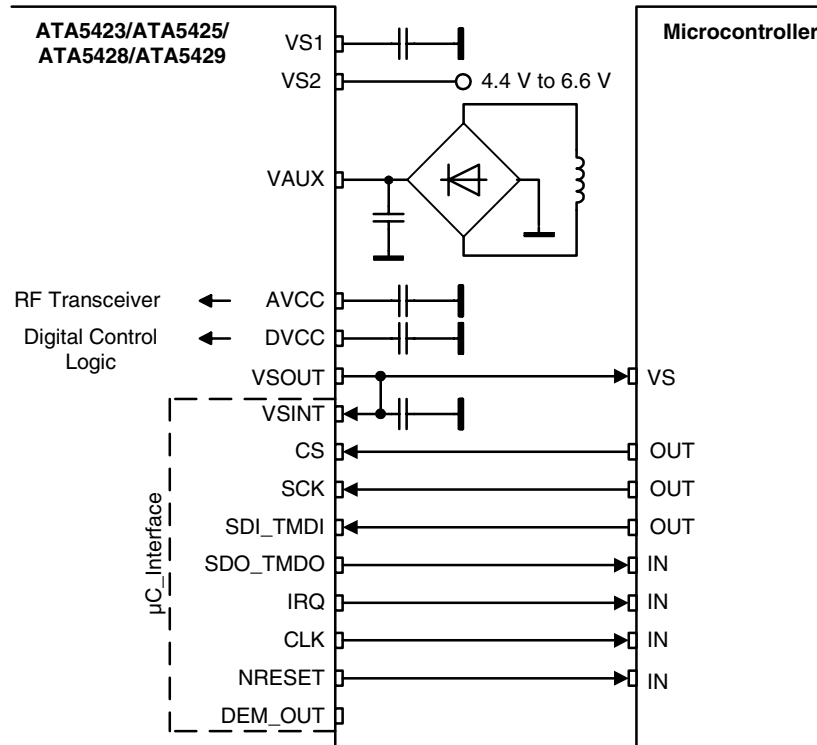 ATA5423/ATA5425/
ATA5428/ATA5429
Microcontroller
VS1
VS2
4.4 V to 6.6 V
VAUX
RF Transceiver
AVCC
Digital Control
Logic
DVCC
VSOUT
VS
VSINT
CS
OUT
SCK
OUT
SDI_TMDI
OUT
SDO_TMDO
IN
IRQ
IN
CLK
IN
NRESET
IN
DEM_OUT
µC_Interface